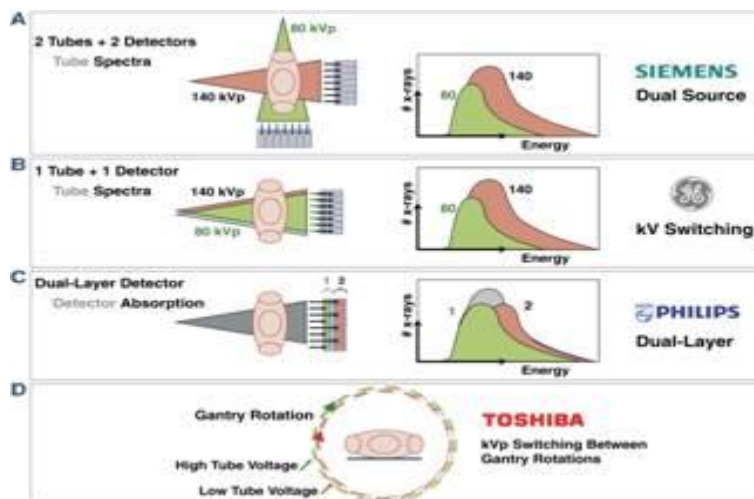 A
2 Tubes + 2 Detectors
Tube Spectra
80 kVp
140 kVp
# x-rays
80
140
Energy
SIEMENS
Dual Source
B
1 Tube + 1 Detector
Tube Spectra
140 kVp
80 kVp
# x-rays
80
140
Energy
GE
kV Switching
C
Dual-Layer Detector
Detector Absorption
1 2
# x-rays
1
2
Energy
PHILIPS
Dual-Layer
D
Gantry Rotation
High Tube Voltage
Low Tube Voltage
TOSHIBA
kVp Switching Between
Gantry Rotations